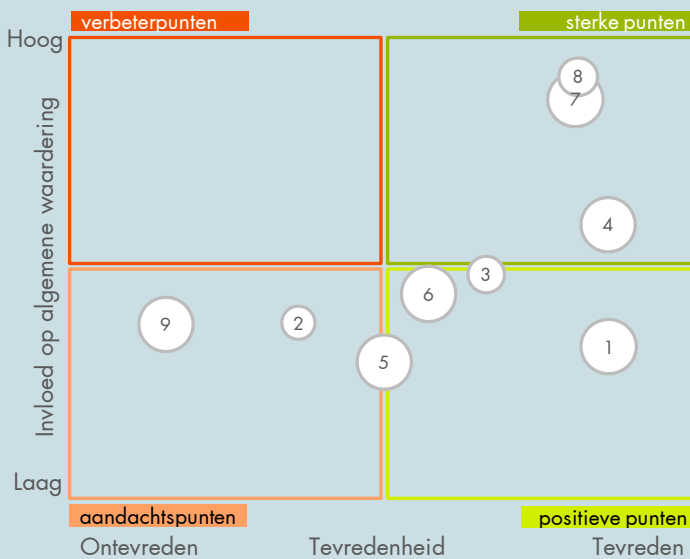 verbeterpunten
sterke punten
Hoog
8
7
4
3
6
9
2
1
5
Invloed op algemene waardering
Laag
aandachtspunten
positieve punten
Ontevreden
Tevredenheid
Tevreden